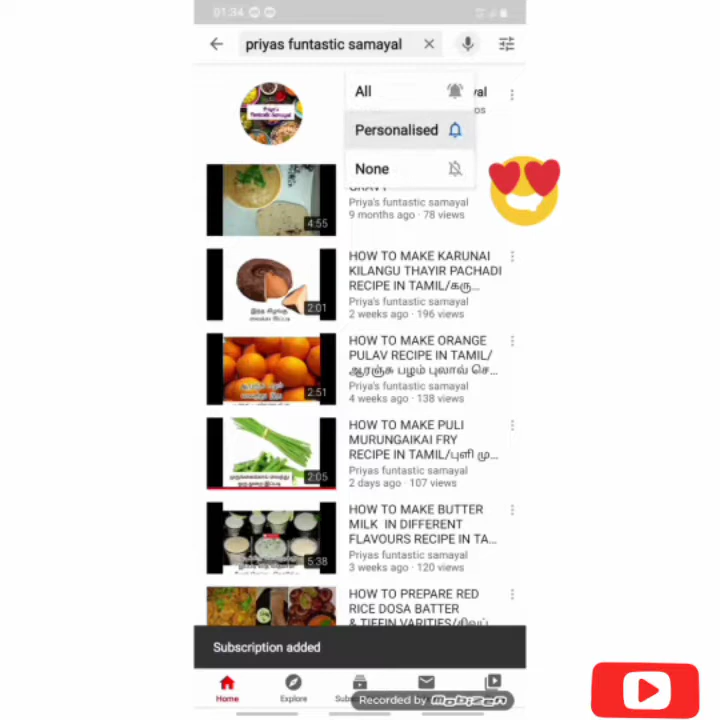 01:34
priyas funtastic samayal
All
Personalised
None
Priya's
Funtastic Samayal
GRAVY
Priya's funtastic samayal
9 months ago · 78 views
4:55
HOW TO MAKE KARUNAI
KILANGU THAYIR PACHADI
RECIPE IN TAMIL/கரு...
Priya's funtastic samayal
2 weeks ago · 196 views
2:01
HOW TO MAKE ORANGE
PULAV RECIPE IN TAMIL/
ஆரஞ்சு பழம் புலாவ் செ...
Priya's funtastic samayal
4 weeks ago · 138 views
2:51
HOW TO MAKE PULI
MURUNGAIKAI FRY
RECIPE IN TAMIL/புளி மு...
Priyas funtastic samayal
2 days ago · 107 views
2:05
HOW TO MAKE BUTTER
MILK IN DIFFERENT
FLAVOURS RECIPE IN TA...
Priyas funtastic samayal
3 weeks ago · 120 views
5:38
HOW TO PREPARE RED
RICE DOSA BATTER
& TIFFIN VARITIES/சிவப்
Subscription added
Home
Explore
Recorded by Mobizen